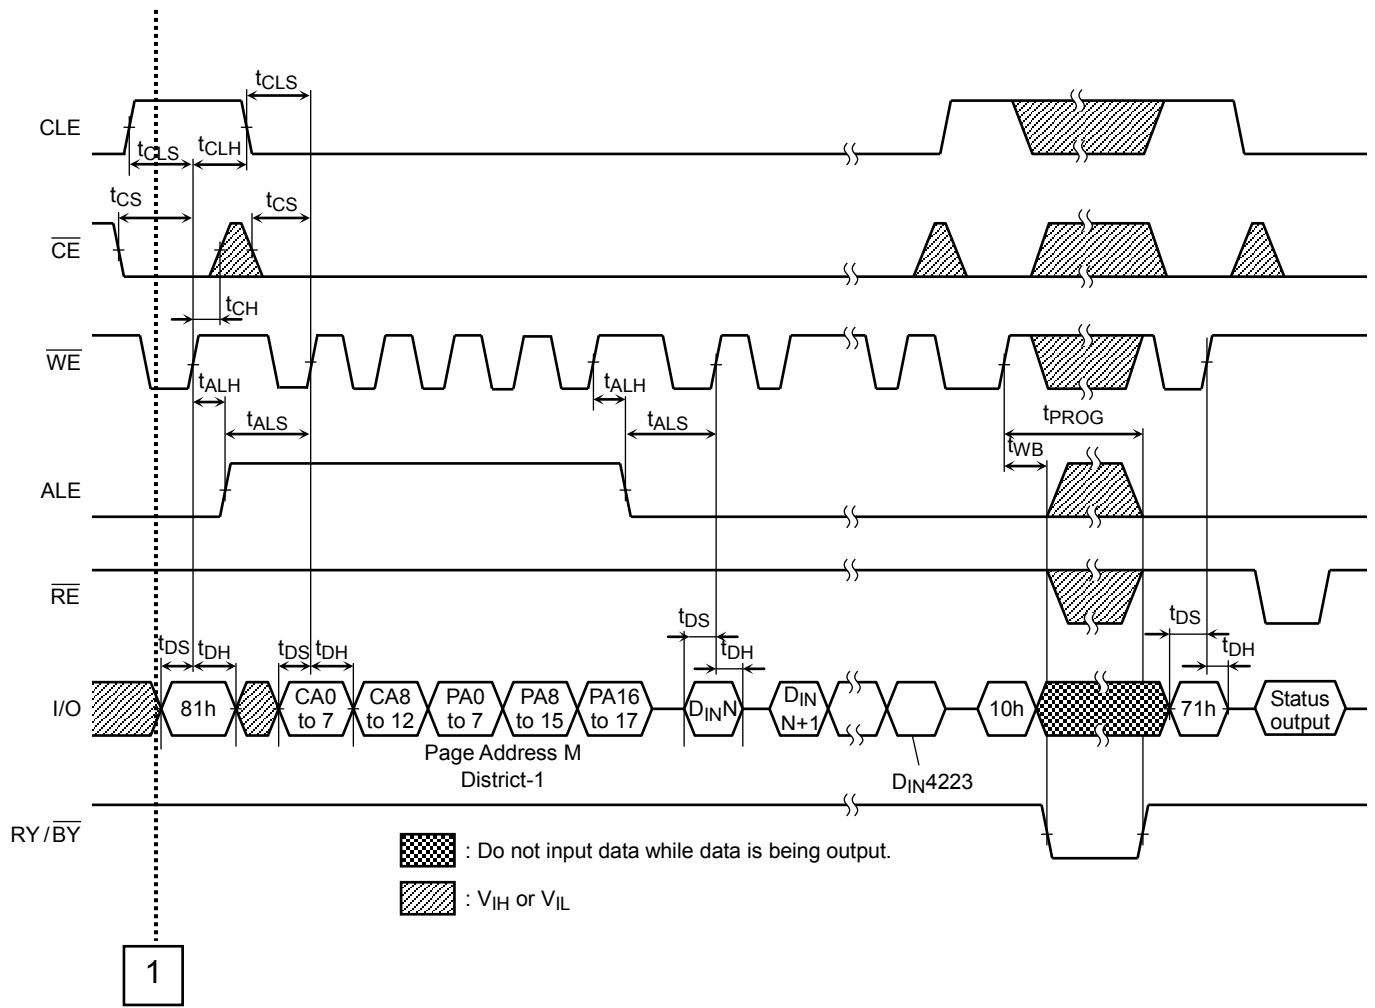 tCLS
CLE
tCLS tCLH
tCS tCS
CE
tCH
WE
tALH tALH
tALS tALS tPROG
tWB
ALE
RE
tDS tDH tDS tDH tDS tDH tDS tDH
I/O 81h CA0 to 7 CA8 to 12 PA0 to 7 PA8 to 15 PA16 to 17 DINN DIN N+1 10h 71h Status output
Page Address M
District-1
DIN4223
RY/BY
: Do not input data while data is being output.
: VIH or VIL
1